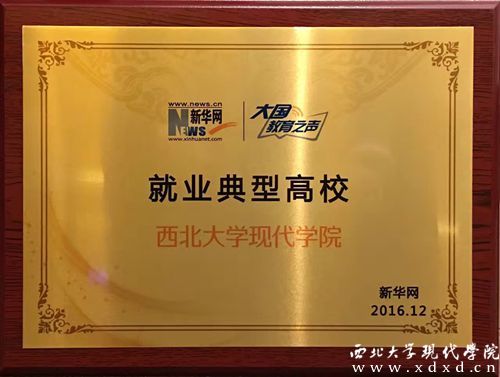 www.news.cn
新华网
NEWS
www.xinhuanet.com
大国
教育之声
就业典型高校
西北大学现代学院
新华网
2016.12
西北大学现代学院
www.xdxd.cn